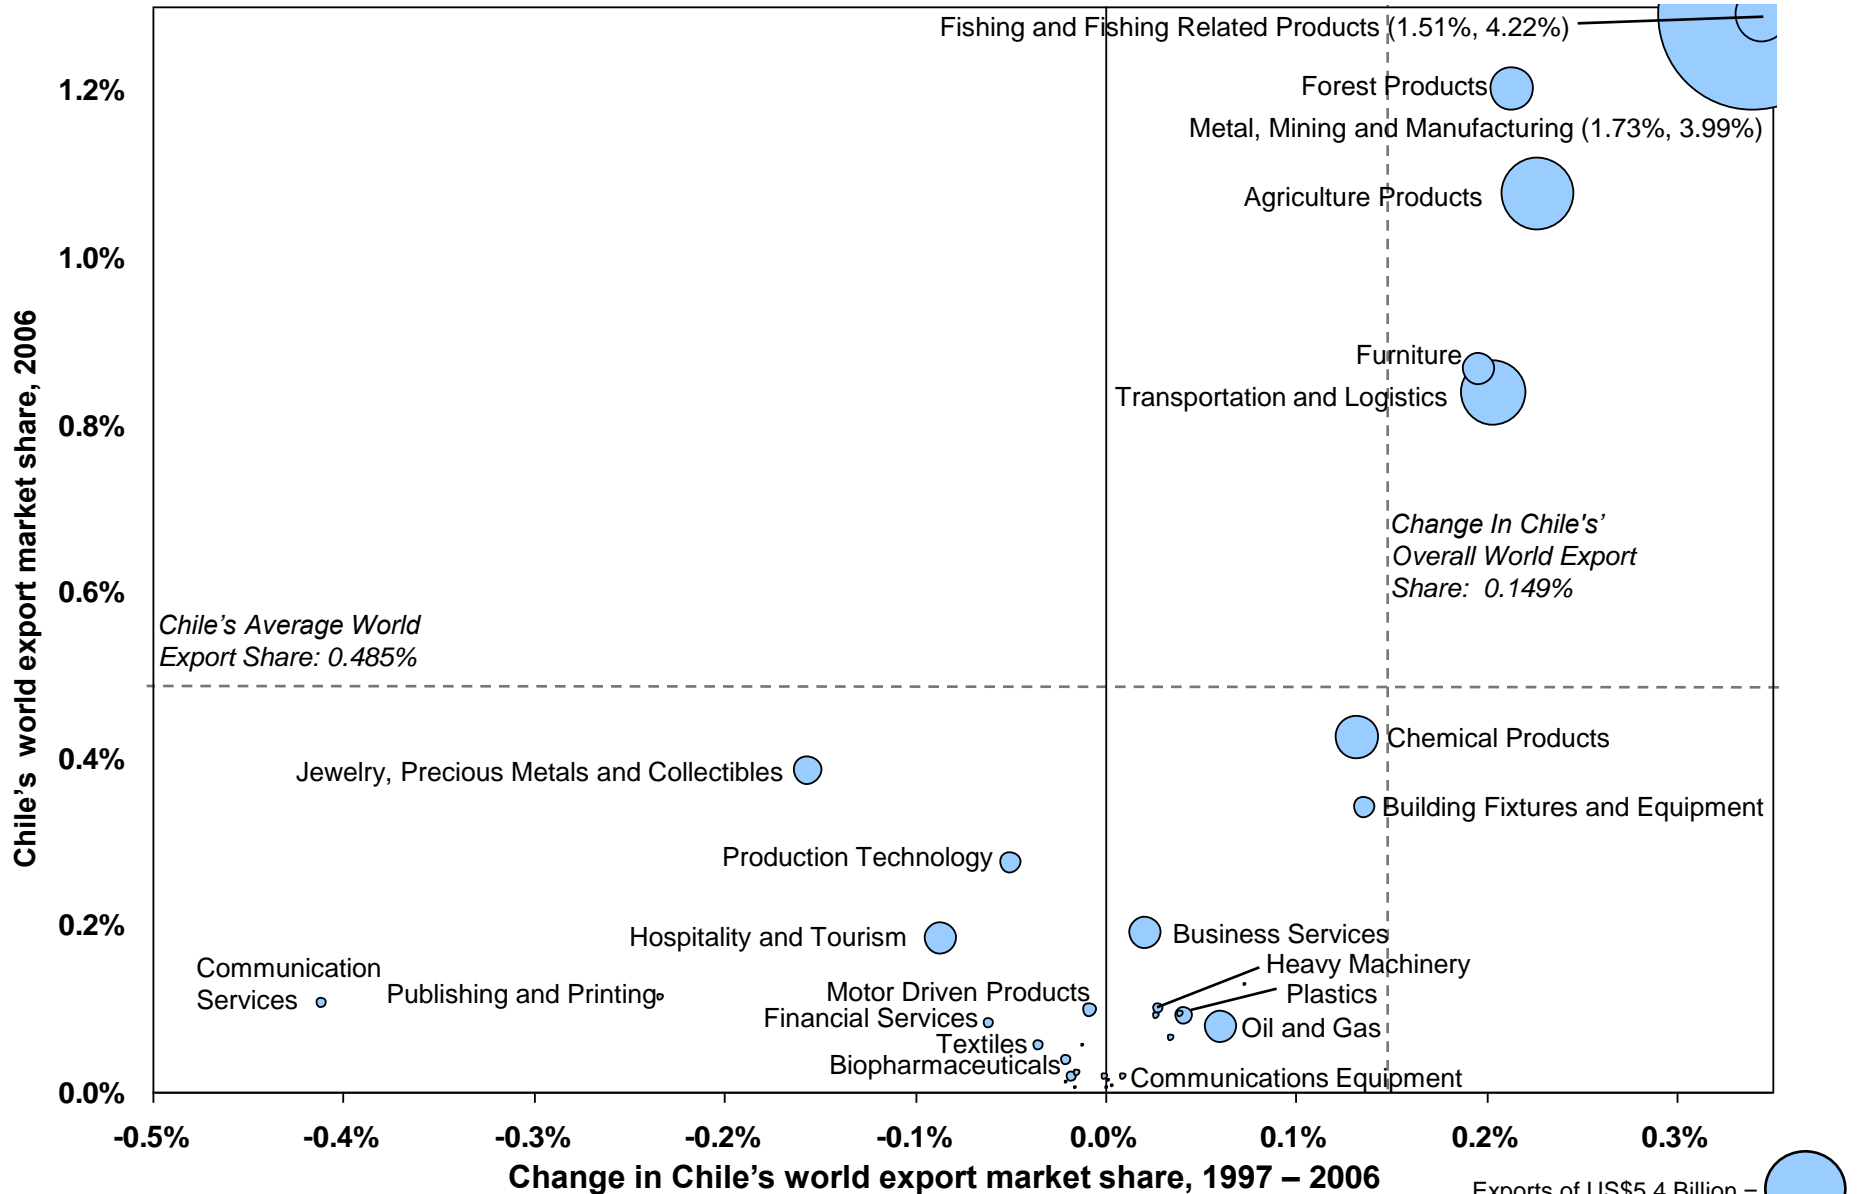 Fishing and Fishing Related Products (1.51%, 4.22%)
1.2%
Forest Products
Metal, Mining and Manufacturing (1.73%, 3.99%)
Agriculture Products
1.0%
Chile’s  world export market share, 2006
Furniture
Transportation and Logistics
0.8%
Change In Chile's’
Overall World Export
Share:  0.149%
0.6%
Chile’s Average World
Export Share: 0.485%
Chemical Products
0.4%
Jewelry, Precious Metals and Collectibles
Building Fixtures and Equipment
Production Technology
0.2%
Hospitality and Tourism
Business Services
Heavy Machinery
Communication
Services
Publishing and Printing
Motor Driven Products
Plastics
Financial Services
Oil and Gas
Textiles
Biopharmaceuticals
Communications Equipment
0.0%
-0.5% -0.4% -0.3% -0.2% -0.1% 0.0% 0.1% 0.2% 0.3%
Change in Chile’s world export market share, 1997 – 2006
Exports of US$5.4 Billion =